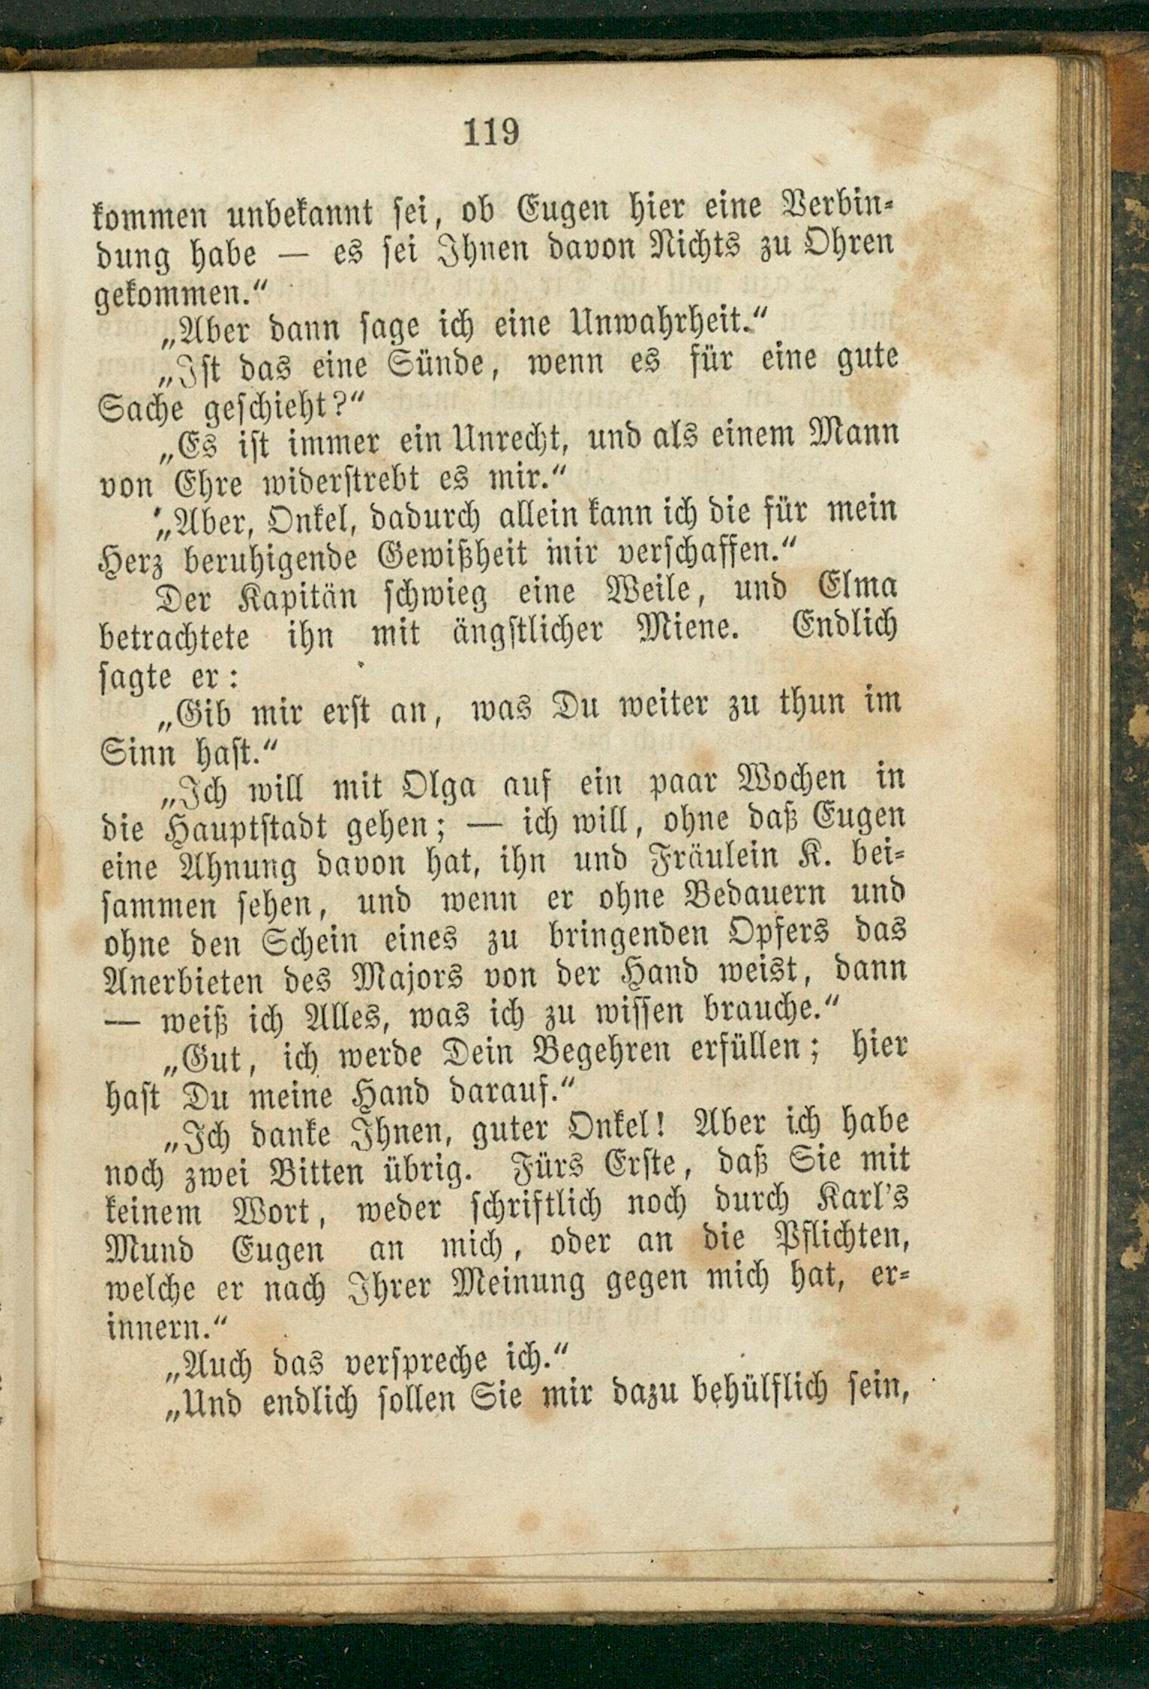 119
kommen unbekannt sei, ob Eugen hier eine Verbin-
dung habe — es sei Ihnen davon Nichts zu Ohren
gekommen.“
„Aber dann sage ich eine Unwahrheit.“
„Ist das eine Sünde, wenn es für eine gute
Sache geschieht?“
„Es ist immer ein Unrecht, und als einem Mann
von Ehre widerstrebt es mir.“
„Aber, Onkel, dadurch allein kann ich die für mein
Herz beruhigende Gewißheit mir verschaffen.“
Der Kapitän schwieg eine Weile, und Elma
betrachtete ihn mit ängstlicher Miene. Endlich
sagte er:
„Gib mir erst an, was Du weiter zu thun im
Sinn hast.“
„Ich will mit Olga auf ein paar Wochen in
die Hauptstadt gehen; — ich will, ohne daß Eugen
eine Ahnung davon hat, ihn und Fräulein K. bei-
sammen sehen, und wenn er ohne Bedauern und
ohne den Schein eines zu bringenden Opfers das
Anerbieten des Majors von der Hand weist, dann
— weiß ich Alles, was ich zu wissen brauche.“
„Gut, ich werde Dein Begehren erfüllen; hier
hast Du meine Hand darauf.“
„Ich danke Ihnen, guter Onkel! Aber ich habe
noch zwei Bitten übrig. Fürs Erste, daß Sie mit
keinem Wort, weder schriftlich noch durch Karl's
Mund Eugen an mich, oder an die Pflichten,
welche er nach Ihrer Meinung gegen mich hat, er-
innern.“
„Auch das verspreche ich.“
„Und endlich sollen Sie mir dazu behülflich sein,